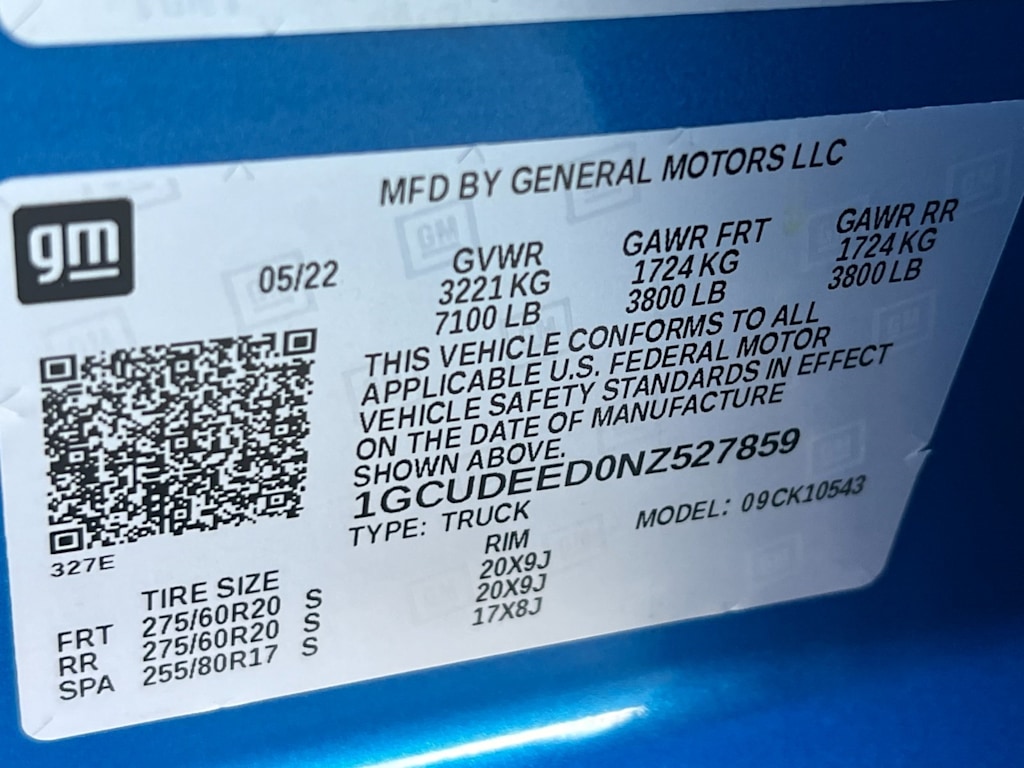 gm
MFD BY GENERAL MOTORS LLC
05/22
GVWR GAWR FRT GAWR RR
3221 KG 1724 KG 1724 KG
7100 LB 3800 LB 3800 LB
THIS VEHICLE CONFORMS TO ALL
APPLICABLE U.S. FEDERAL MOTOR
VEHICLE SAFETY STANDARDS IN EFFECT
ON THE DATE OF MANUFACTURE
SHOWN ABOVE.
1GCUDEED0NZ527859
TYPE: TRUCK MODEL: 09CK10543
327E
TIRE SIZE RIM
FRT 275/60R20 S 20X9J
RR 275/60R20 S 20X9J
SPA 255/80R17 S 17X8J